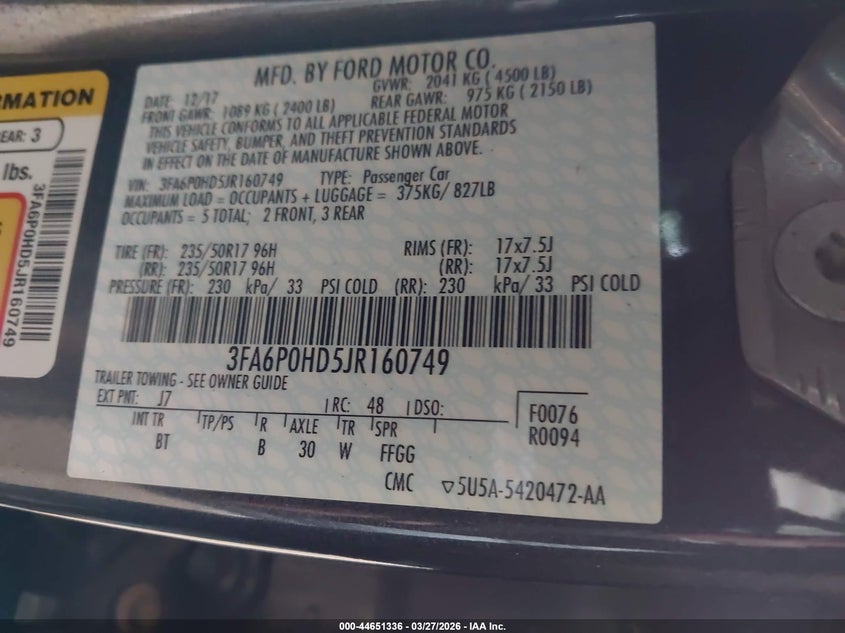 RMATION
REAR: 3
lbs.
3FA6P0HD5JR160749
MFD. BY FORD MOTOR CO.
DATE: 12/17 GVWR: 2041 KG ( 4500 LB)
FRONT GAWR: 1089 KG ( 2400 LB) REAR GAWR: 975 KG ( 2150 LB)
THIS VEHICLE CONFORMS TO ALL APPLICABLE FEDERAL MOTOR
VEHICLE SAFETY, BUMPER, AND THEFT PREVENTION STANDARDS
IN EFFECT ON THE DATE OF MANUFACTURE SHOWN ABOVE.
VIN: 3FA6P0HD5JR160749 TYPE: Passenger Car
MAXIMUM LOAD = OCCUPANTS + LUGGAGE = 375KG/ 827LB
OCCUPANTS = 5 TOTAL; 2 FRONT, 3 REAR
TIRE (FR): 235/50R17 96H RIMS (FR): 17x7.5J
(RR): 235/50R17 96H (RR): 17x7.5J
PRESSURE (FR): 230 kPa/ 33 PSI COLD (RR): 230 kPa/ 33 PSI COLD
3FA6P0HD5JR160749
TRAILER TOWING - SEE OWNER GUIDE
EXT PNT: J7 RC: 48 DSO: F0076
INT TR TP/PS R AXLE TR SPR R0094
BT B 30 W FFGG
CMC ▽5U5A-5420472-AA
000-44651336 - 03/27/2026 - IAA Inc.